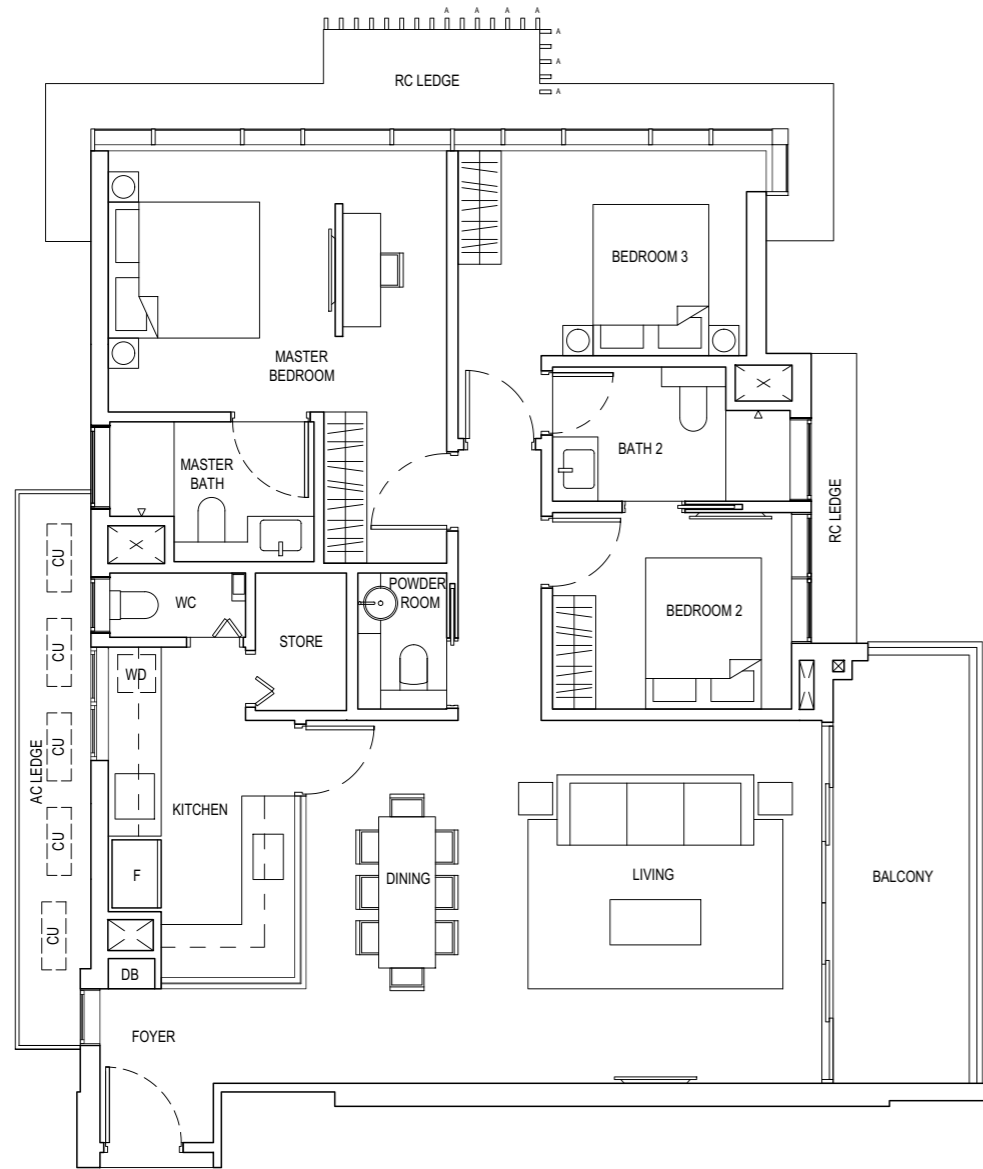 A A A A
A
A
A
RC LEDGE
BEDROOM 3
MASTER
BEDROOM
X
BATH 2
MASTER
BATH
RC LEDGE
X
CU
POWDER
ROOM
WC
BEDROOM 2
STORE
CU
WD
CU
AC LEDGE
KITCHEN
CU
F
DINING
LIVING
BALCONY
CU
DB
FOYER